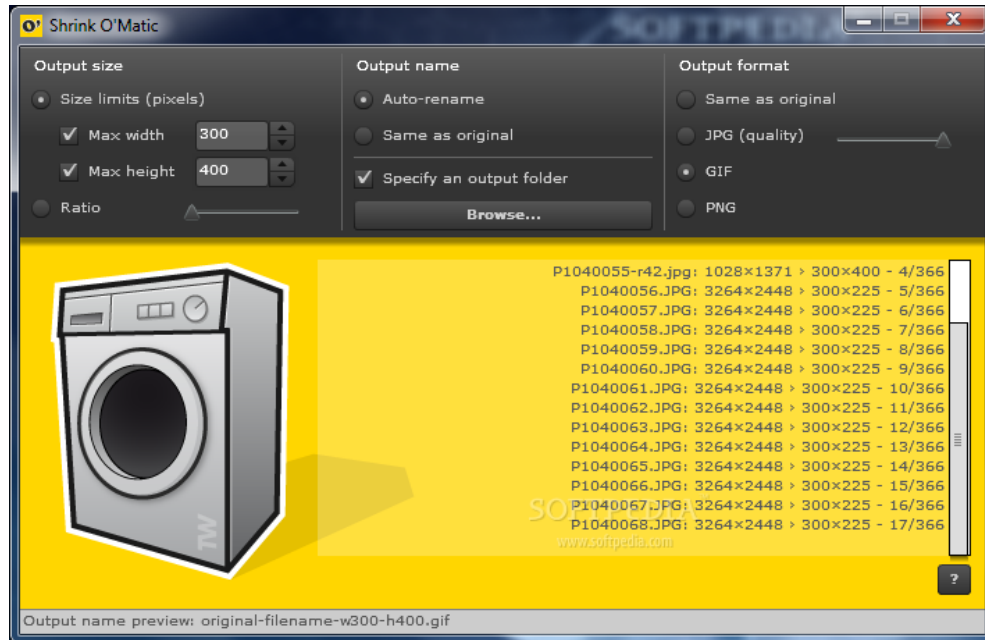 O' Shrink O'Matic
SOFTPEDIA
Output size
Size limits (pixels)
Max width 300
Max height 400
Ratio
Output name
Auto-rename
Same as original
Specify an output folder
Browse...
Output format
Same as original
JPG (quality)
GIF
PNG
P1040055-r42.jpg: 1028×1371 › 300×400 - 4/366
P1040056.JPG: 3264×2448 › 300×225 - 5/366
P1040057.JPG: 3264×2448 › 300×225 - 6/366
P1040058.JPG: 3264×2448 › 300×225 - 7/366
P1040059.JPG: 3264×2448 › 300×225 - 8/366
P1040060.JPG: 3264×2448 › 300×225 - 9/366
P1040061.JPG: 3264×2448 › 300×225 - 10/366
P1040062.JPG: 3264×2448 › 300×225 - 11/366
P1040063.JPG: 3264×2448 › 300×225 - 12/366
P1040064.JPG: 3264×2448 › 300×225 - 13/366
P1040065.JPG: 3264×2448 › 300×225 - 14/366
P1040066.JPG: 3264×2448 › 300×225 - 15/366
P1040067.JPG: 3264×2448 › 300×225 - 16/366
P1040068.JPG: 3264×2448 › 300×225 - 17/366
SOFTPEDIA
www.softpedia.com
TW
?
Output name preview: original-filename-w300-h400.gif